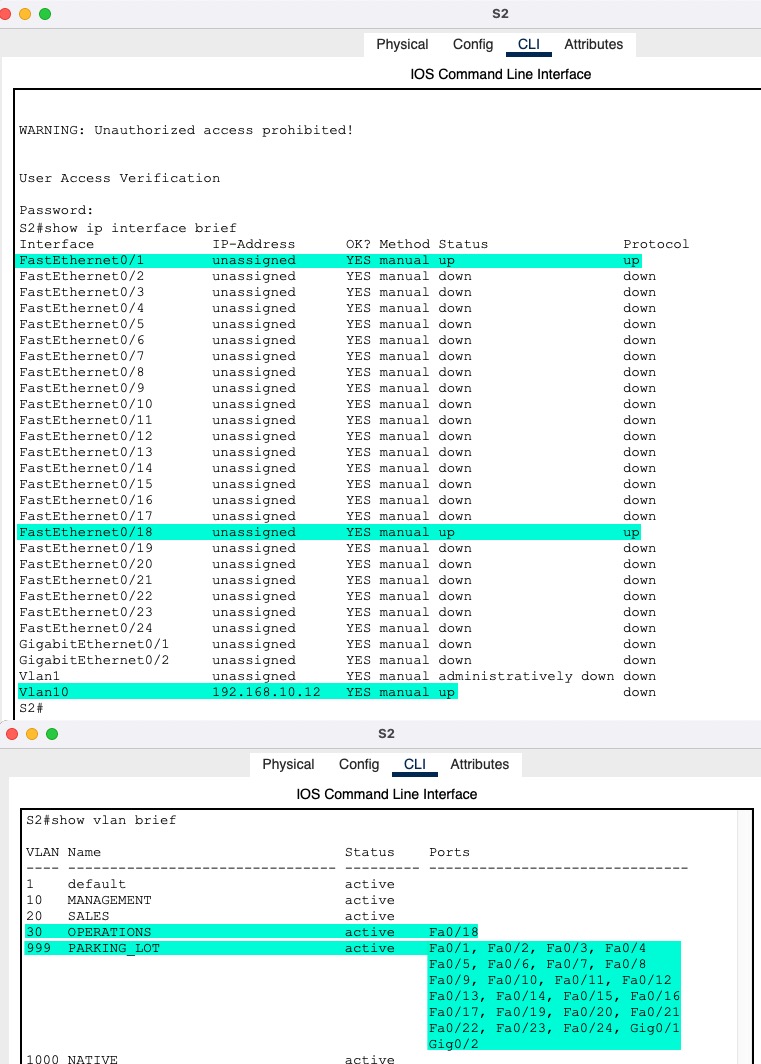 S2
Physical Config CLI Attributes
IOS Command Line Interface
WARNING: Unauthorized access prohibited!
User Access Verification
Password:
S2#show ip interface brief
Interface IP-Address OK? Method Status Protocol
FastEthernet0/1 unassigned YES manual up up
FastEthernet0/2 unassigned YES manual down down
FastEthernet0/3 unassigned YES manual down down
FastEthernet0/4 unassigned YES manual down down
FastEthernet0/5 unassigned YES manual down down
FastEthernet0/6 unassigned YES manual down down
FastEthernet0/7 unassigned YES manual down down
FastEthernet0/8 unassigned YES manual down down
FastEthernet0/9 unassigned YES manual down down
FastEthernet0/10 unassigned YES manual down down
FastEthernet0/11 unassigned YES manual down down
FastEthernet0/12 unassigned YES manual down down
FastEthernet0/13 unassigned YES manual down down
FastEthernet0/14 unassigned YES manual down down
FastEthernet0/15 unassigned YES manual down down
FastEthernet0/16 unassigned YES manual down down
FastEthernet0/17 unassigned YES manual down down
FastEthernet0/18 unassigned YES manual up up
FastEthernet0/19 unassigned YES manual down down
FastEthernet0/20 unassigned YES manual down down
FastEthernet0/21 unassigned YES manual down down
FastEthernet0/22 unassigned YES manual down down
FastEthernet0/23 unassigned YES manual down down
FastEthernet0/24 unassigned YES manual down down
GigabitEthernet0/1 unassigned YES manual down down
GigabitEthernet0/2 unassigned YES manual down down
Vlan1 unassigned YES manual administratively down down
Vlan10 192.168.10.12 YES manual up down
S2#
S2
Physical Config CLI Attributes
IOS Command Line Interface
S2#show vlan brief
VLAN Name Status Ports
---- -------------------------------- --------- -------------------------------
1 default active
10 MANAGEMENT active
20 SALES active
30 OPERATIONS active Fa0/18
999 PARKING_LOT active Fa0/1, Fa0/2, Fa0/3, Fa0/4
Fa0/5, Fa0/6, Fa0/7, Fa0/8
Fa0/9, Fa0/10, Fa0/11, Fa0/12
Fa0/13, Fa0/14, Fa0/15, Fa0/16
Fa0/17, Fa0/19, Fa0/20, Fa0/21
Fa0/22, Fa0/23, Fa0/24, Gig0/1
Gig0/2
1000 NATIVE active